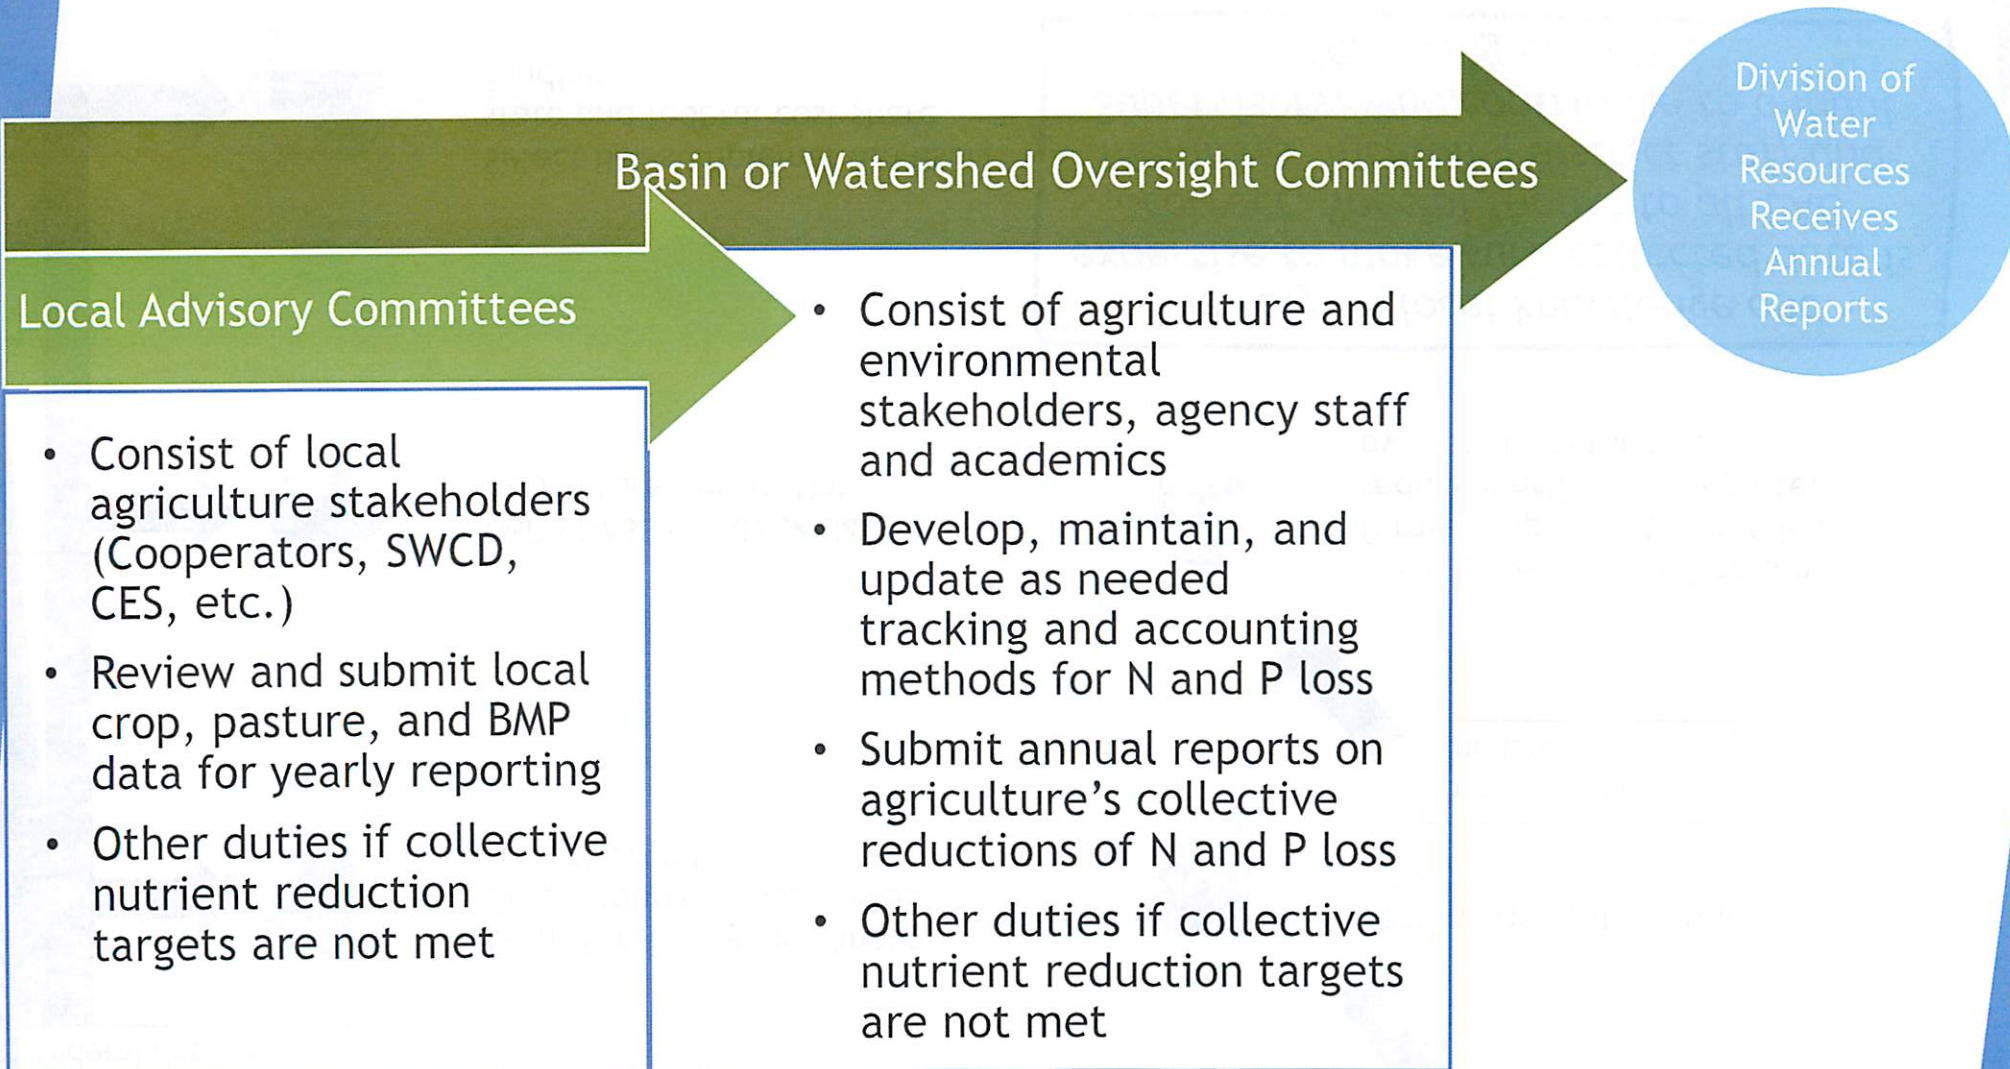 Basin or Watershed Oversight Committees
Division of
Water
Resources
Receives
Annual
Reports
Local Advisory Committees
• Consist of local
agriculture stakeholders
(Cooperators, SWCD,
CES, etc.)
• Review and submit local
crop, pasture, and BMP
data for yearly reporting
• Other duties if collective
nutrient reduction
targets are not met
• Consist of agriculture and
environmental
stakeholders, agency staff
and academics
• Develop, maintain, and
update as needed
tracking and accounting
methods for N and P loss
• Submit annual reports on
agriculture’s collective
reductions of N and P loss
• Other duties if collective
nutrient reduction targets
are not met